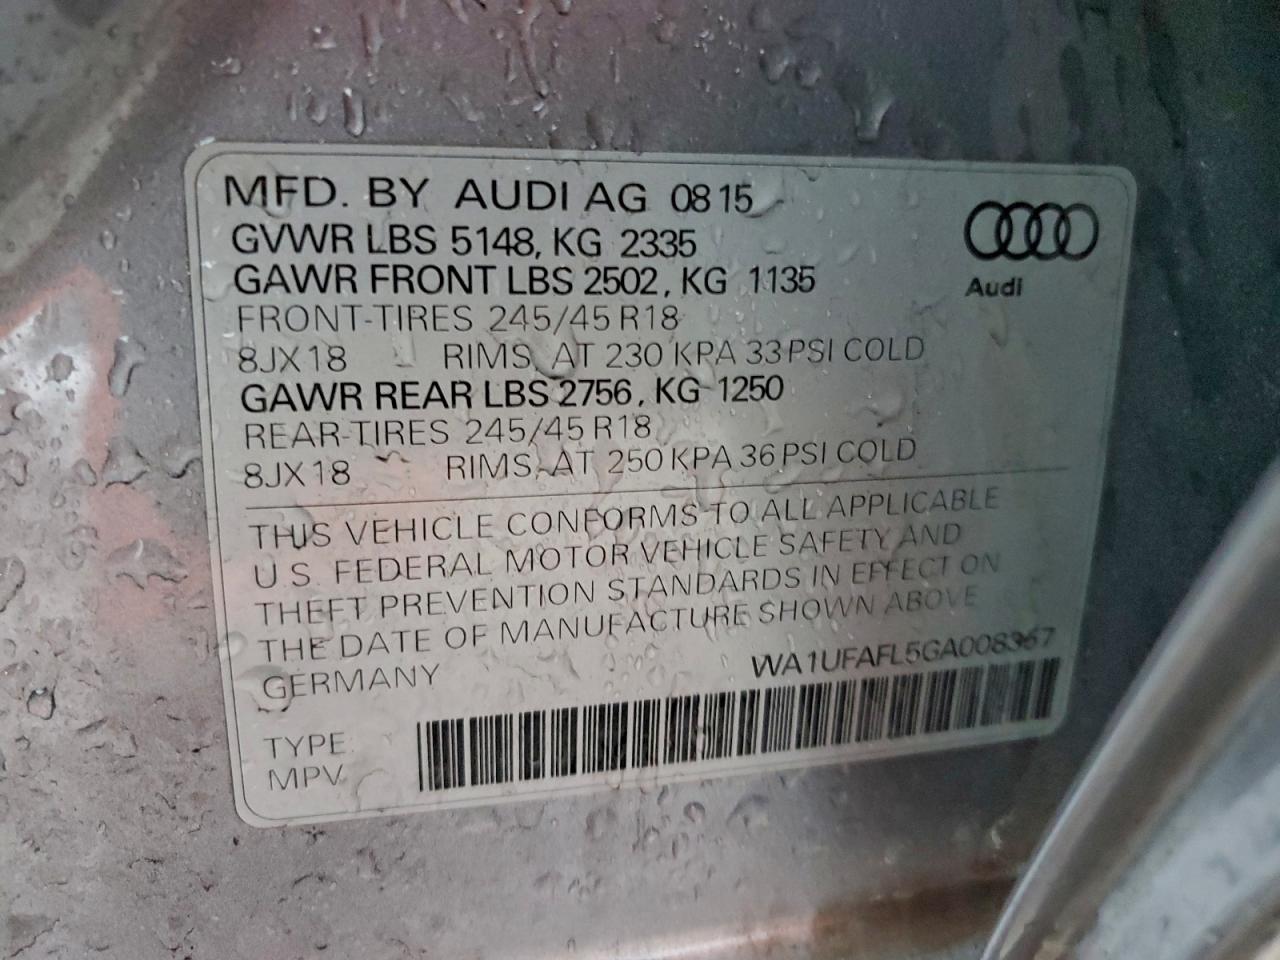 MFD. BY AUDI AG 08 15
GVWR LBS 5148, KG 2335
GAWR FRONT LBS 2502, KG 1135
FRONT-TIRES 245/45 R18
8JX18 RIMS, AT 230 KPA 33 PSI COLD
GAWR REAR LBS 2756, KG 1250
REAR-TIRES 245/45 R18
8JX18 RIMS, AT 250 KPA 36 PSI COLD
Audi
THIS VEHICLE CONFORMS TO ALL APPLICABLE
U.S. FEDERAL MOTOR VEHICLE SAFETY AND
THEFT PREVENTION STANDARDS IN EFFECT ON
THE DATE OF MANUFACTURE SHOWN ABOVE
GERMANY WA1UFAFL5GA008367
TYPE:
MPV